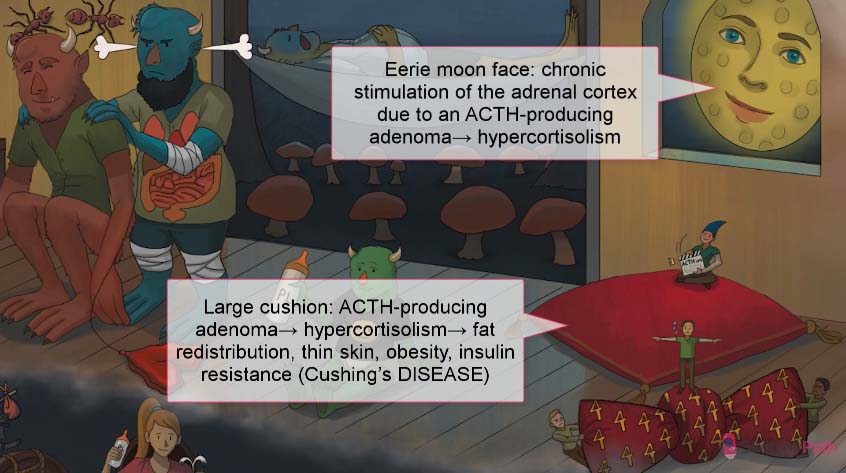 Eerie moon face: chronic
stimulation of the adrenal cortex
due to an ACTH-producing
adenoma→ hypercortisolism
ACTH
Large cushion: ACTH-producing
adenoma→ hypercortisolism→ fat
redistribution, thin skin, obesity, insulin
resistance (Cushing's DISEASE)